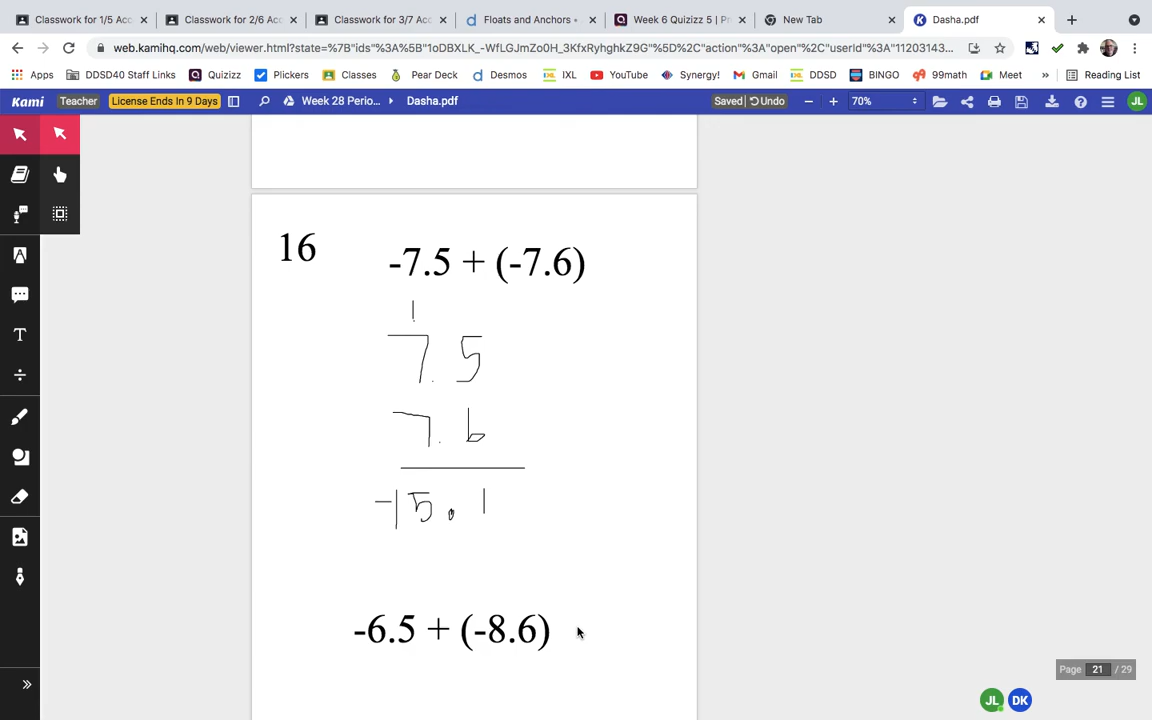 Classwork for 1/5 Ac
Classwork for 2/6 Ac
Classwork for 3/7 Ac
Floats and Anchors •
Week 6 Quizizz 5 | P
New Tab
Dasha.pdf
web.kamihq.com/web/viewer.html?state=%7B"ids"%3A%5B"1oDBXLK_-WfLGJmZo0H_3KfxRyhghkZ9G"%5D%2C"action"%3A"open"%2C"userId"%3A"11203143...
Apps
DDSD40 Staff Links
Quizizz
Plickers
Classes
Pear Deck
Desmos
IXL
YouTube
Synergy!
Gmail
DDSD
BINGO
99math
Meet
»
Reading List
Kami
Teacher
License Ends In 9 Days
Week 28 Perio...
Dasha.pdf
Saved
Undo
70%
JL
16
-7.5 + (-7.6)
1
7.5
7.6
-15.1
-6.5 + (-8.6)
Page 21 / 29
JL
DK